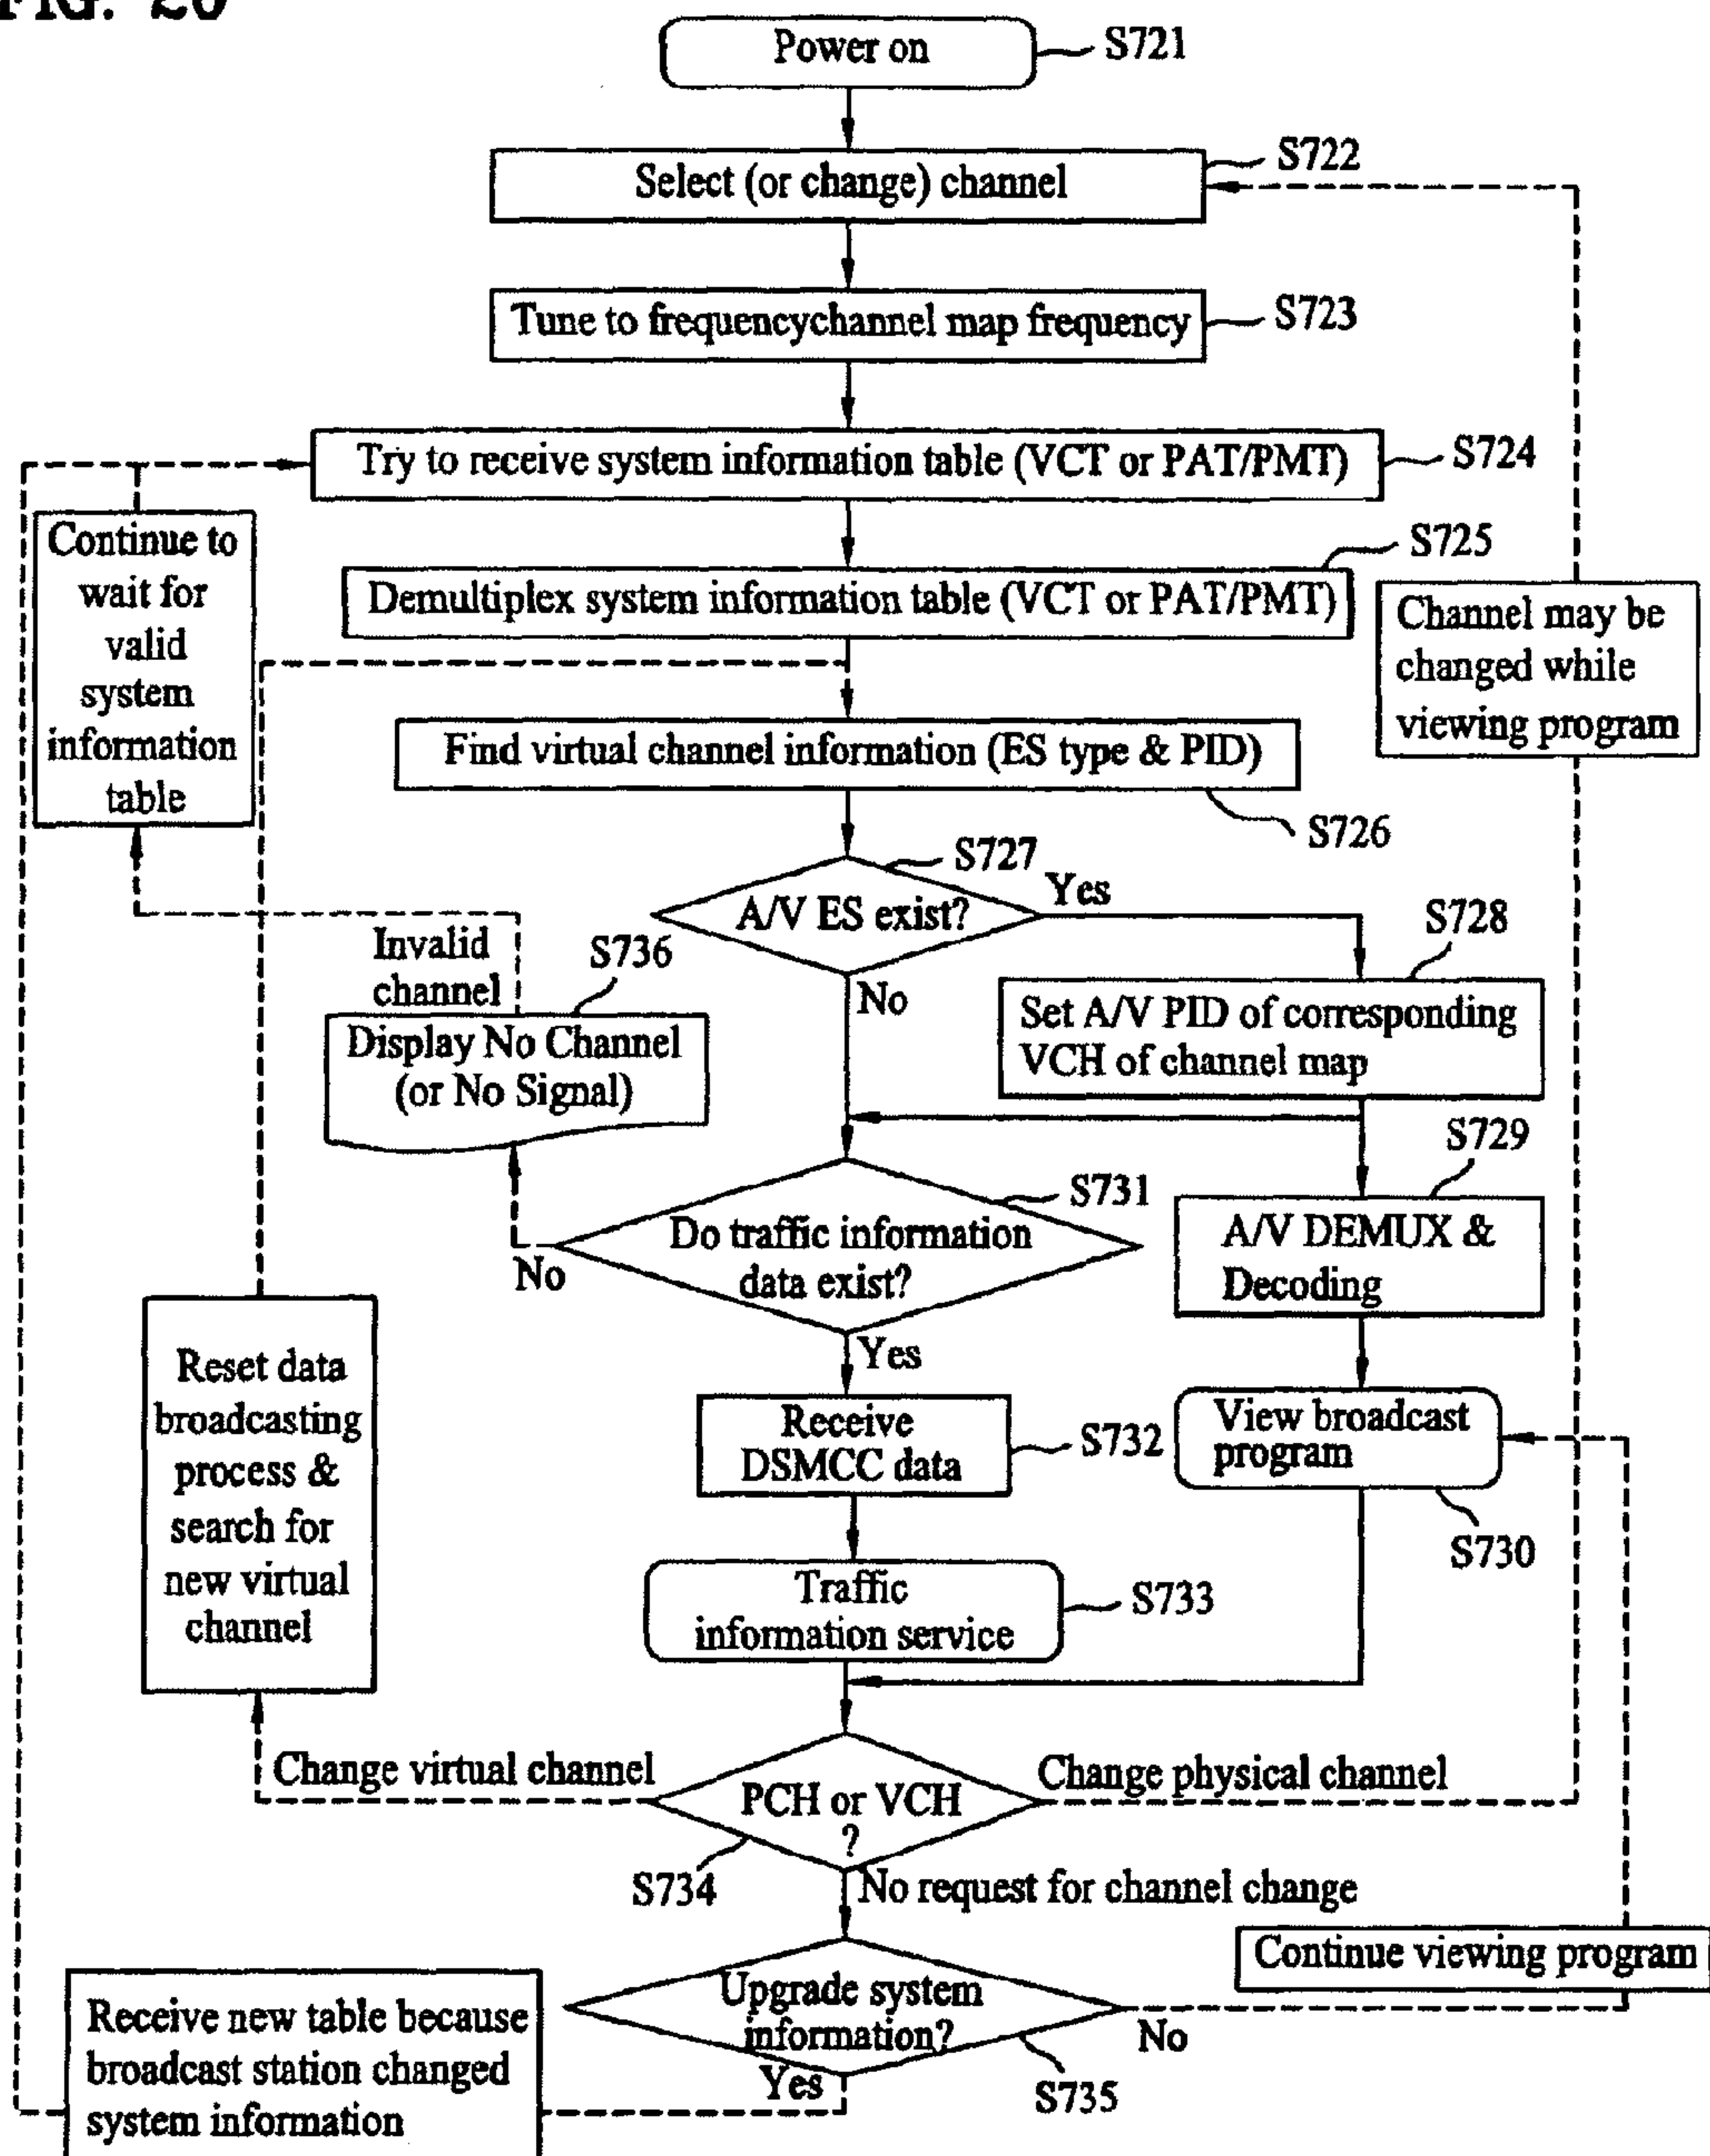 FIG. 20
Power on
S721
Select (or change) channel
S722
Tune to frequencychannel map frequency
S723
Try to receive system information table (VCT or PAT/PMT)
S724
Continue to
wait for
valid
system
information
table
Demultiplex system information table (VCT or PAT/PMT)
S725
Channel may be
changed while
viewing program
Find virtual channel information (ES type & PID)
S726
A/V ES exist?
S727
Yes
No
Set A/V PID of corresponding
VCH of channel map
S728
Invalid
channel
S736
Display No Channel
(or No Signal)
Do traffic information
data exist?
S731
No
Yes
A/V DEMUX &
Decoding
S729
Receive
DSMCC data
S732
View broadcast
program
S730
Reset data
broadcasting
process &
search for
new virtual
channel
Traffic
information service
S733
Change virtual channel
PCH or VCH
?
Change physical channel
S734
No request for channel change
Continue viewing program
Upgrade system
information?
No
Yes
S735
Receive new table because
broadcast station changed
system information